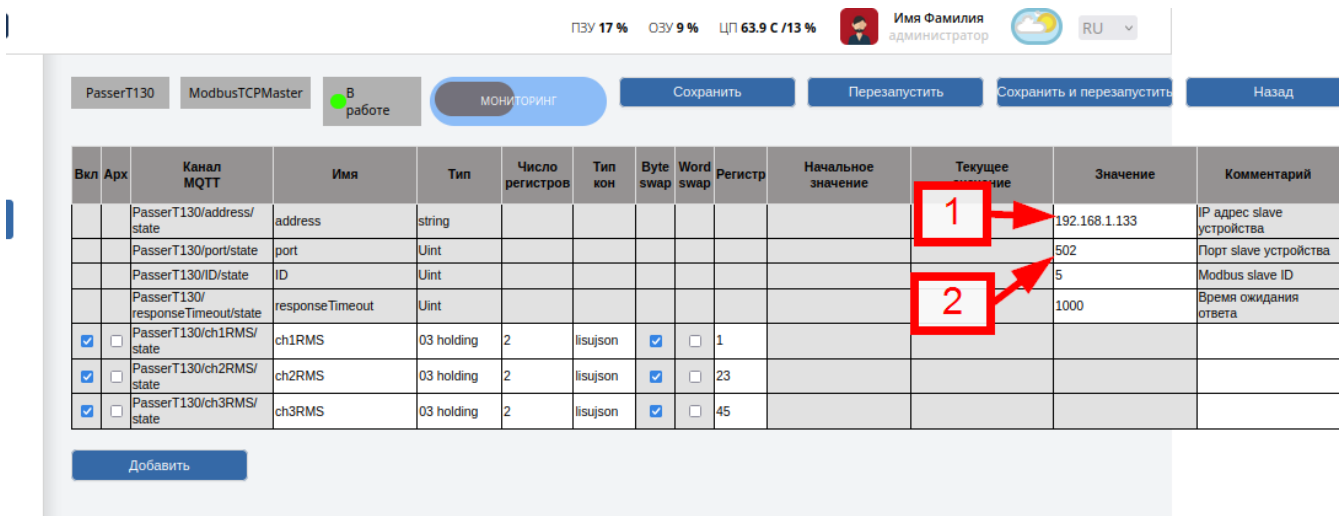 ПЗУ 17 % ОЗУ 9 % ЦП 63.9 C /13 % Имя Фамилия RU
администратор
PasserT130 ModbusTCPMaster В работе МОНИТОРИНГ Сохранить Перезапустить Сохранить и перезапустить Назад
Вкл Арх Канал MQTT Имя Тип Число регистров Тип кон Byte swap Word swap Регистр Начальное значение Текущее Значение Комментарий
PasserT130/address/state address string 192.168.1.133 IP адрес slave устройства
1
PasserT130/port/state port Uint 502 Порт slave устройства
PasserT130/ID/state ID Uint 5 Modbus slave ID
2
PasserT130/responseTimeout/state responseTimeout Uint 1000 Время ожидания ответа
PasserT130/ch1RMS/state ch1RMS 03 holding 2 lisujson 1
PasserT130/ch2RMS/state ch2RMS 03 holding 2 lisujson 23
PasserT130/ch3RMS/state ch3RMS 03 holding 2 lisujson 45
Добавить